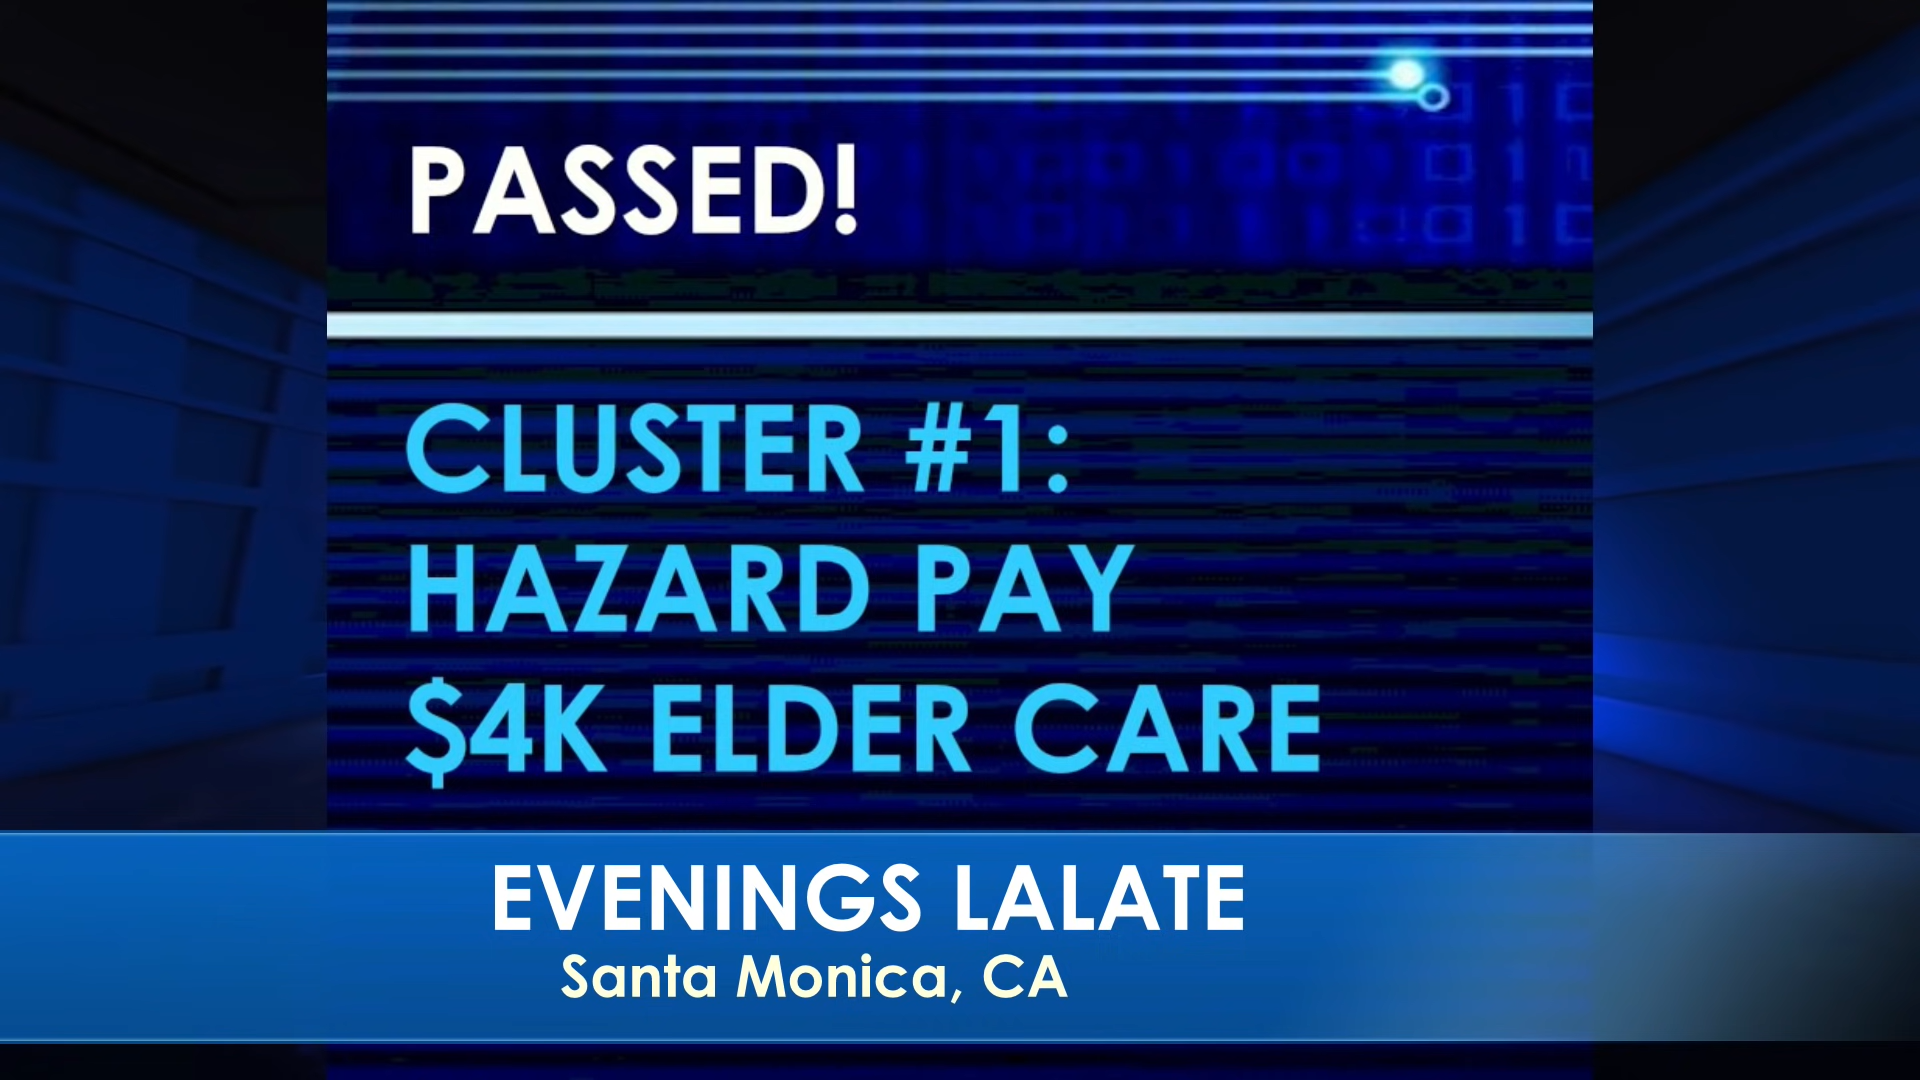 PASSED!
CLUSTER #1:
HAZARD PAY
$4K ELDER CARE
EVENINGS LALATE
Santa Monica, CA